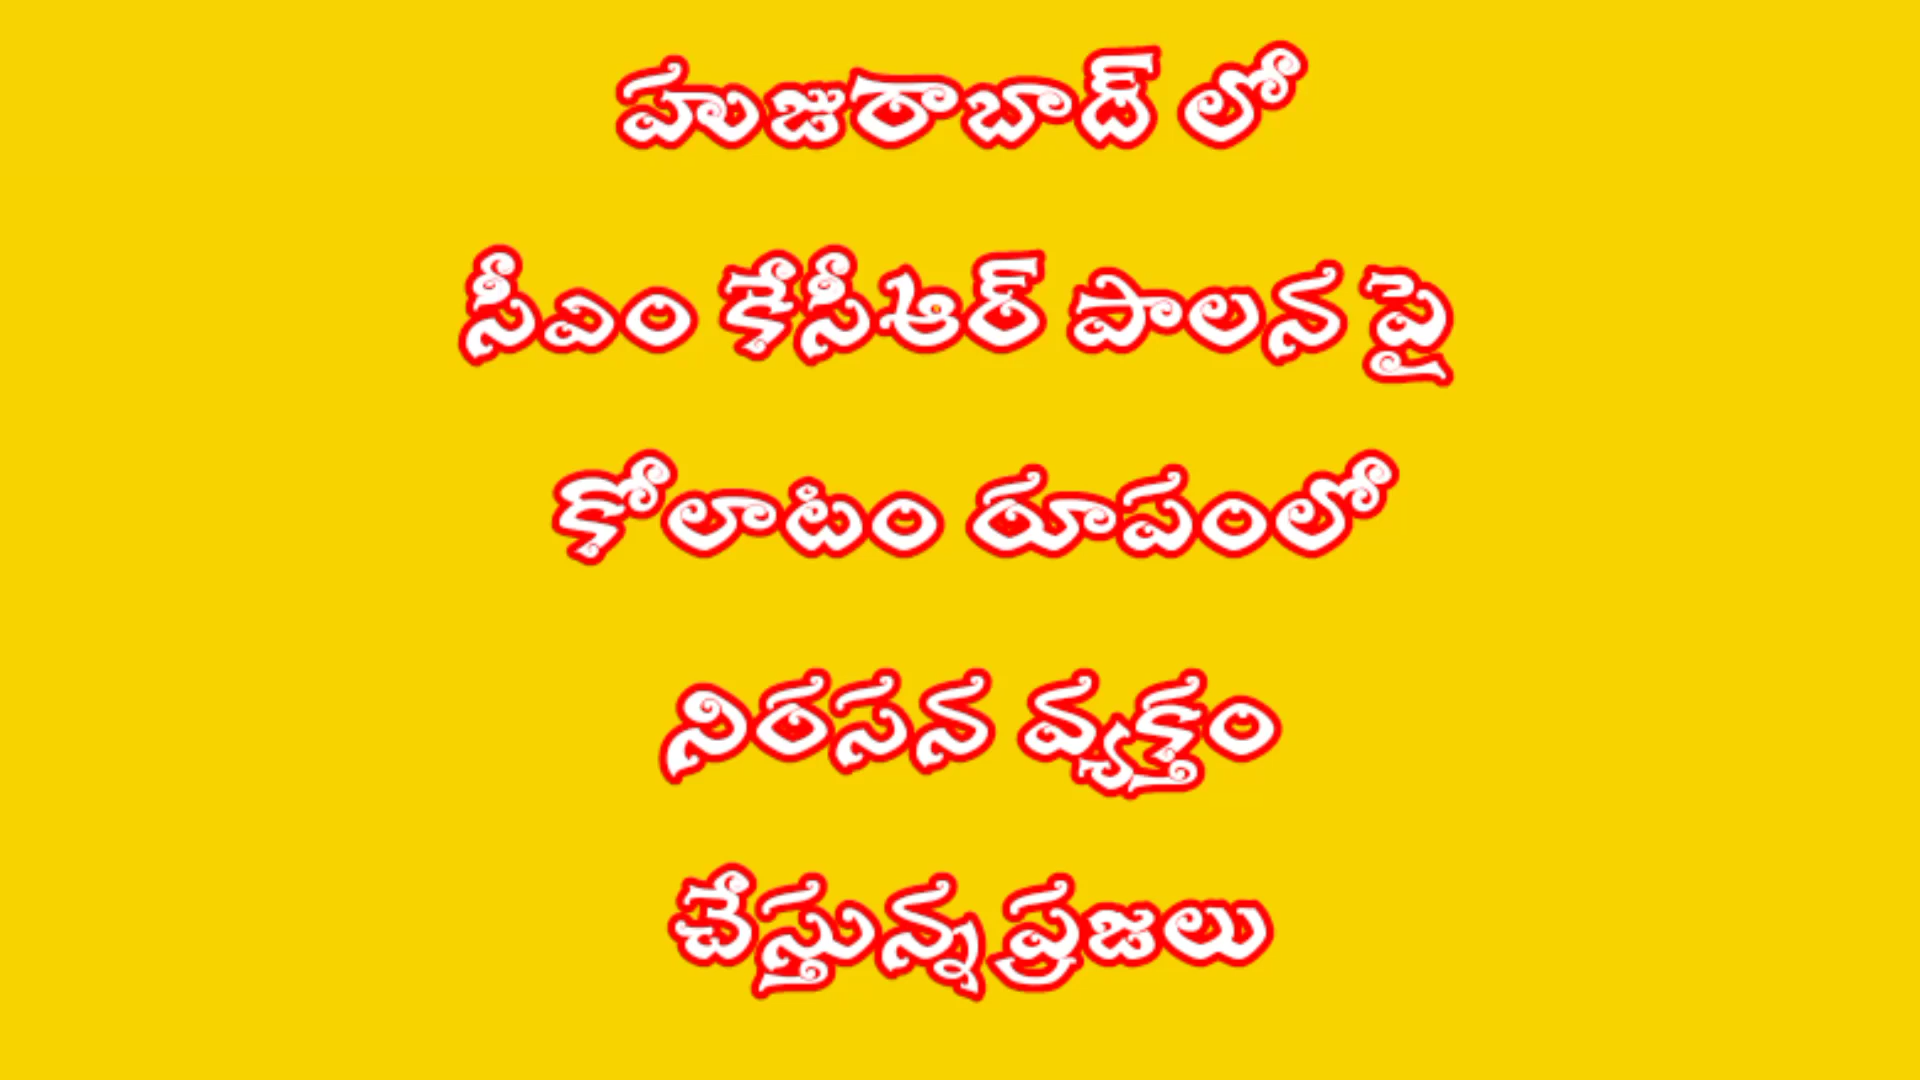 హుజురాబాద్ లో
సీఎం కేసీఆర్ పాలన పై
కోలాటం రూపంలో
నిరసన వ్యక్తం
చేస్తున్న ప్రజలు